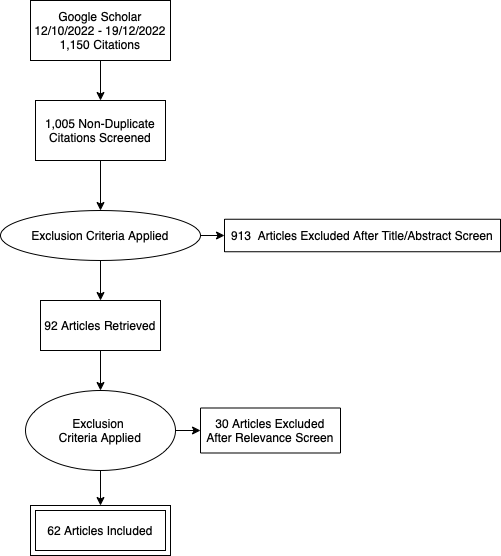 Google Scholar
12/10/2022 - 19/12/2022
1,150 Citations
1,005 Non-Duplicate
Citations Screened
Exclusion Criteria Applied
913 Articles Excluded After Title/Abstract Screen
92 Articles Retrieved
Exclusion
Criteria Applied
30 Articles Excluded
After Relevance Screen
62 Articles Included